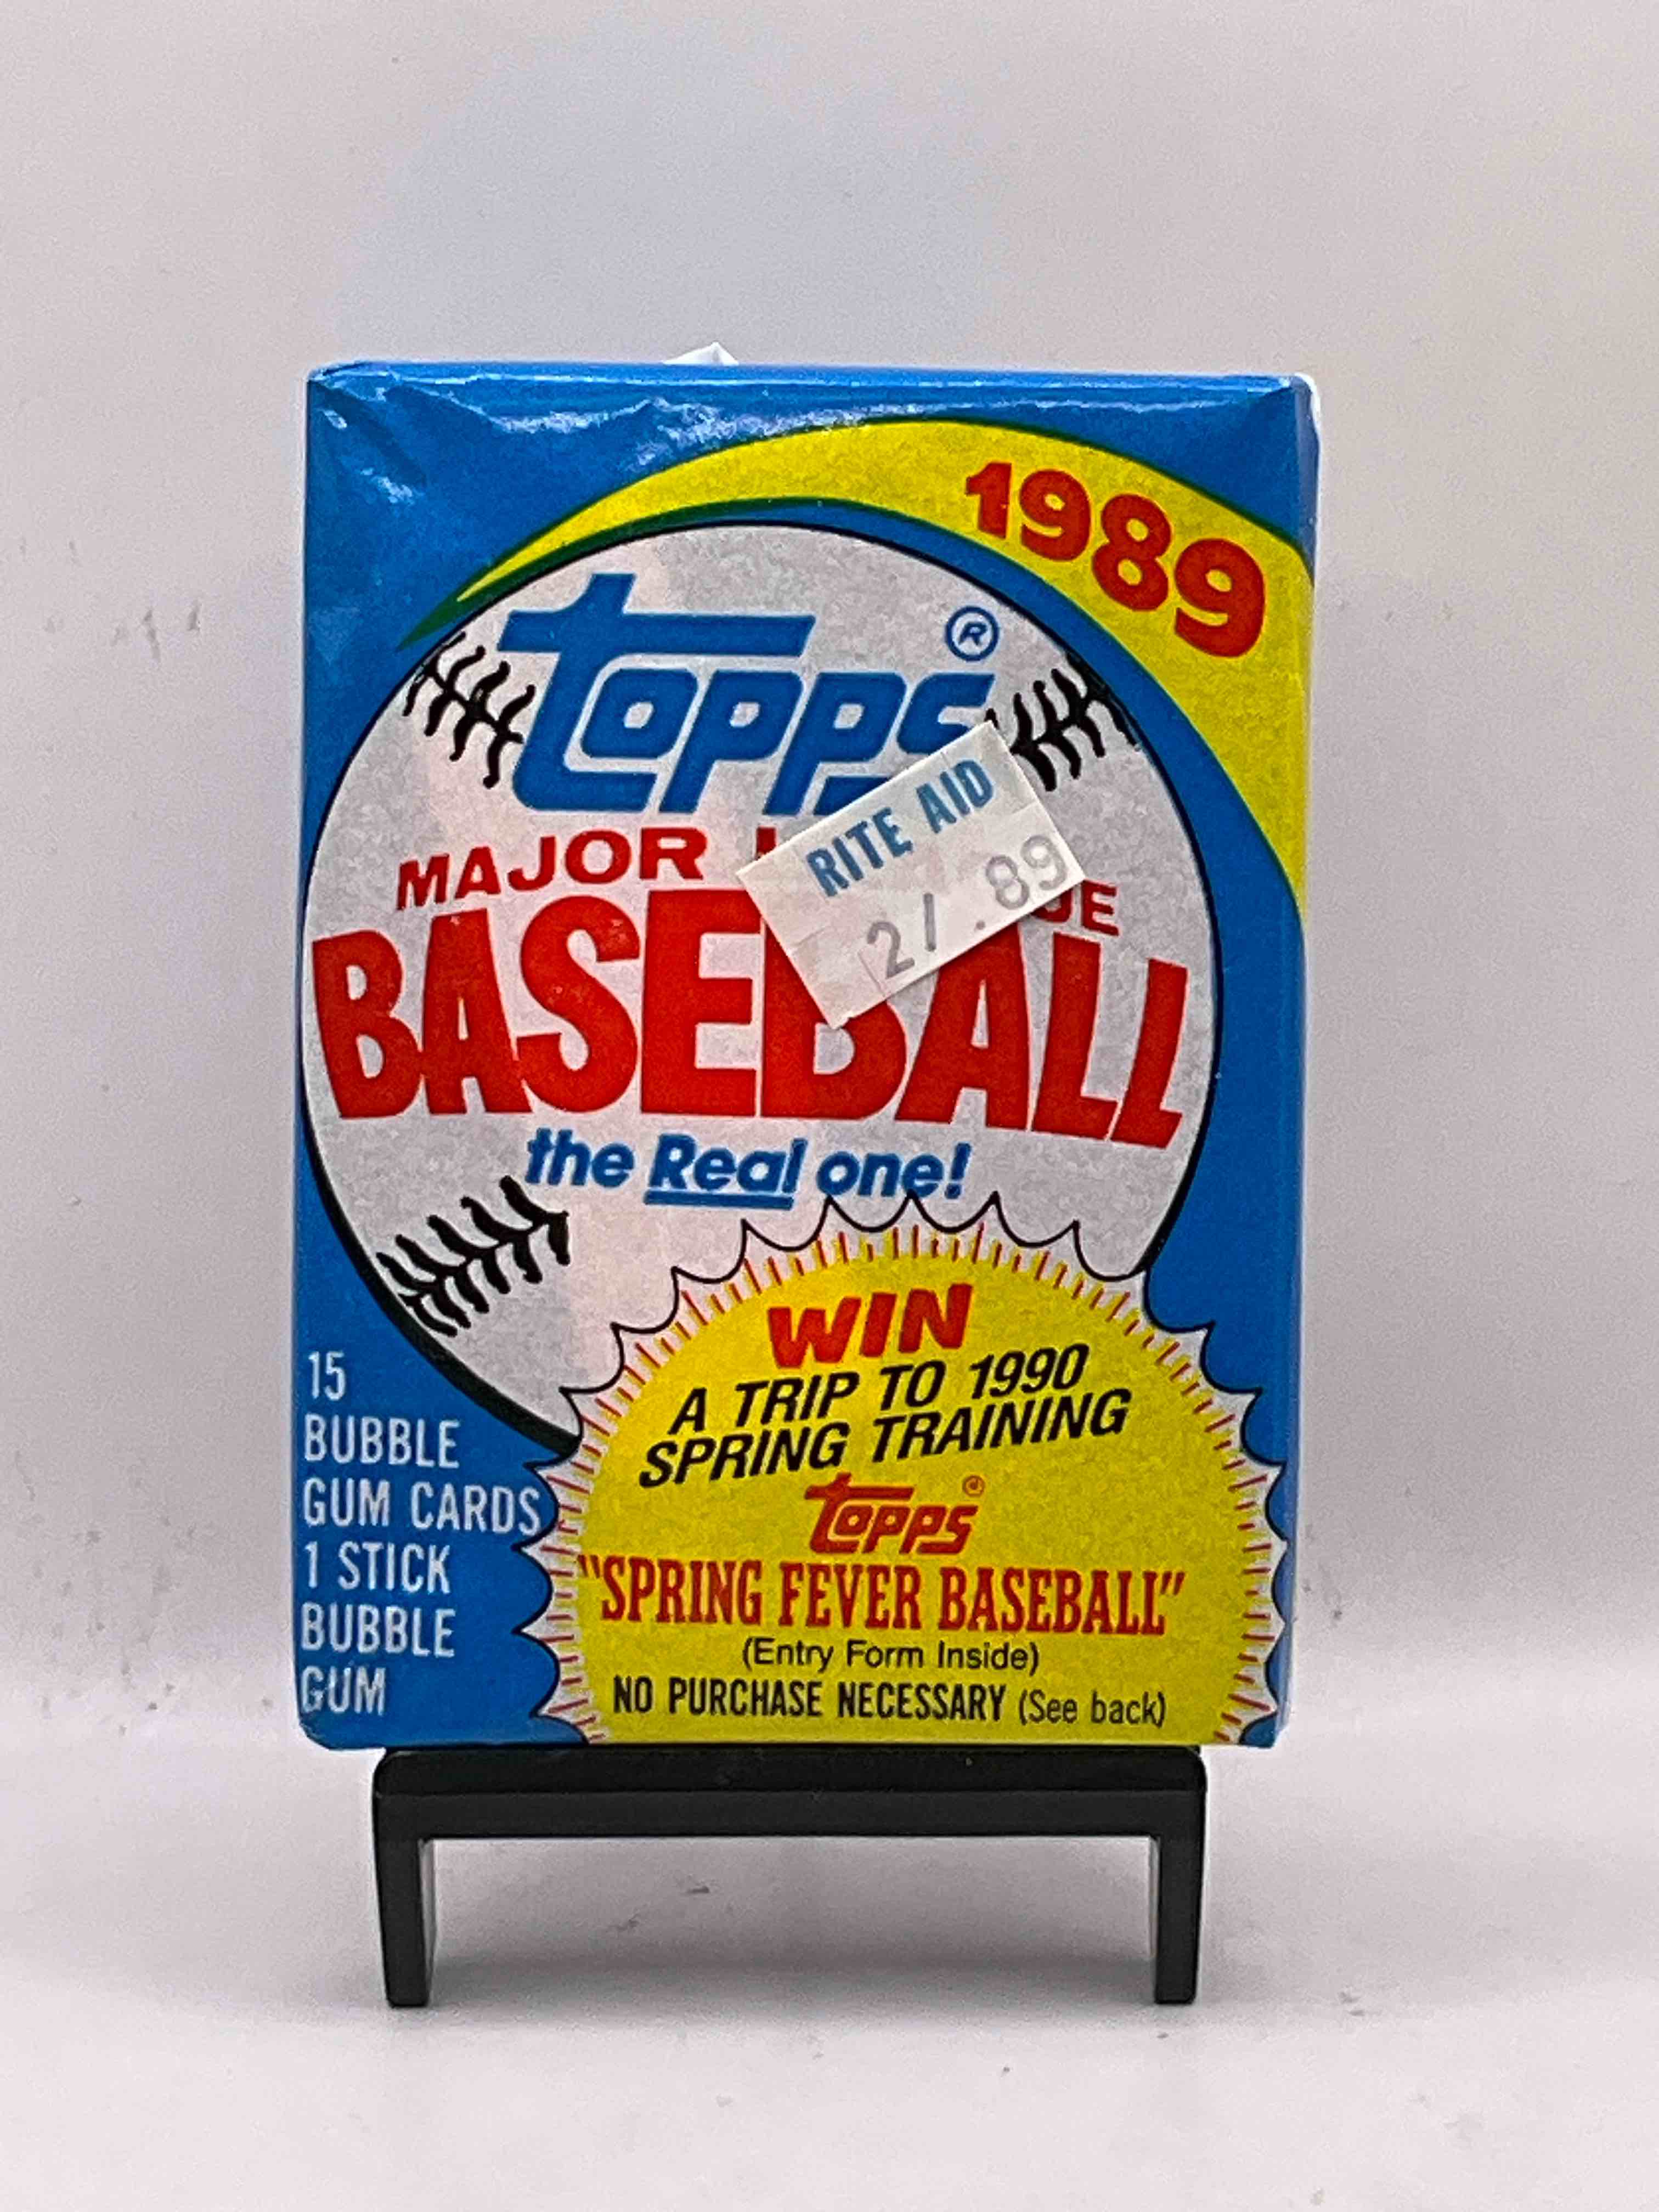 1989
topps®
RITE AID
2/.89
MAJOR
BASEBALL
the Real one!
WIN
A TRIP TO 1990
SPRING TRAINING
topps®
"SPRING FEVER BASEBALL"
(Entry Form Inside)
NO PURCHASE NECESSARY (See back)
15
BUBBLE
GUM CARDS
1 STICK
BUBBLE
GUM